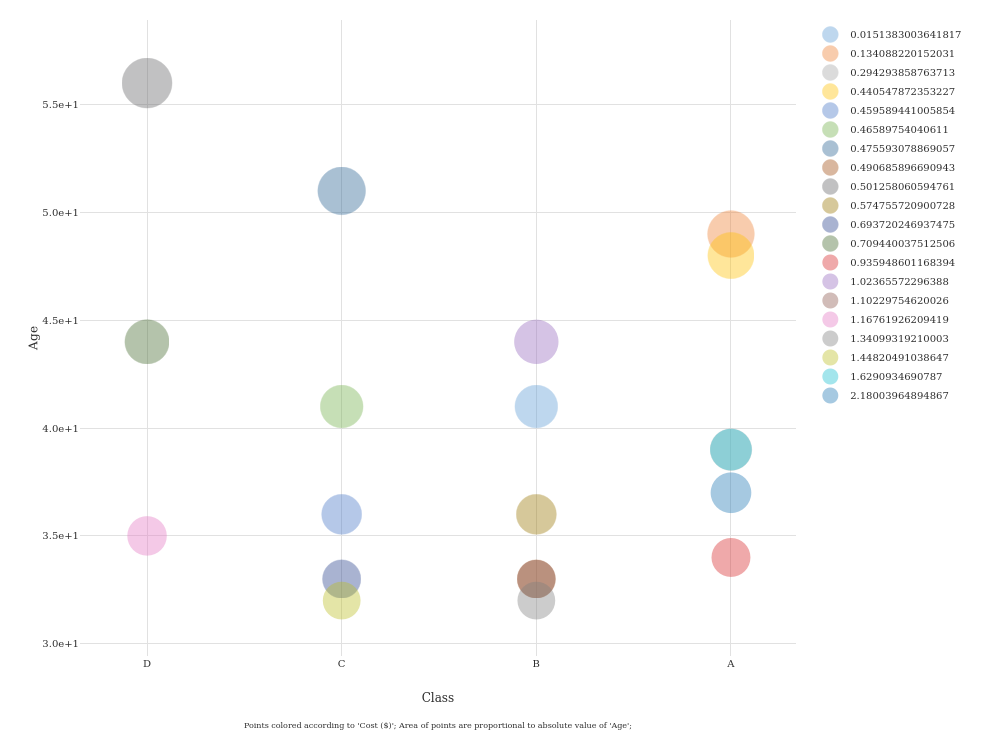 0.0151383003641817
0.134088220152031
0.294293858763713
0.440547872353227
0.459589441005854
0.46589754040611
0.475593078869057
0.490685896690943
0.501258060594761
0.574755720900728
0.693720246937475
0.709440037512506
0.935948601168394
1.02365572296388
1.10229754620026
1.16761926209419
1.34099319210003
1.44820491038647
1.6290934690787
2.18003964894867
5.5e+1
5.0e+1
4.5e+1
4.0e+1
3.5e+1
3.0e+1
Age
D C B A
Class
Points colored according to 'Cost ($)'; Area of points are proportional to absolute value of 'Age';